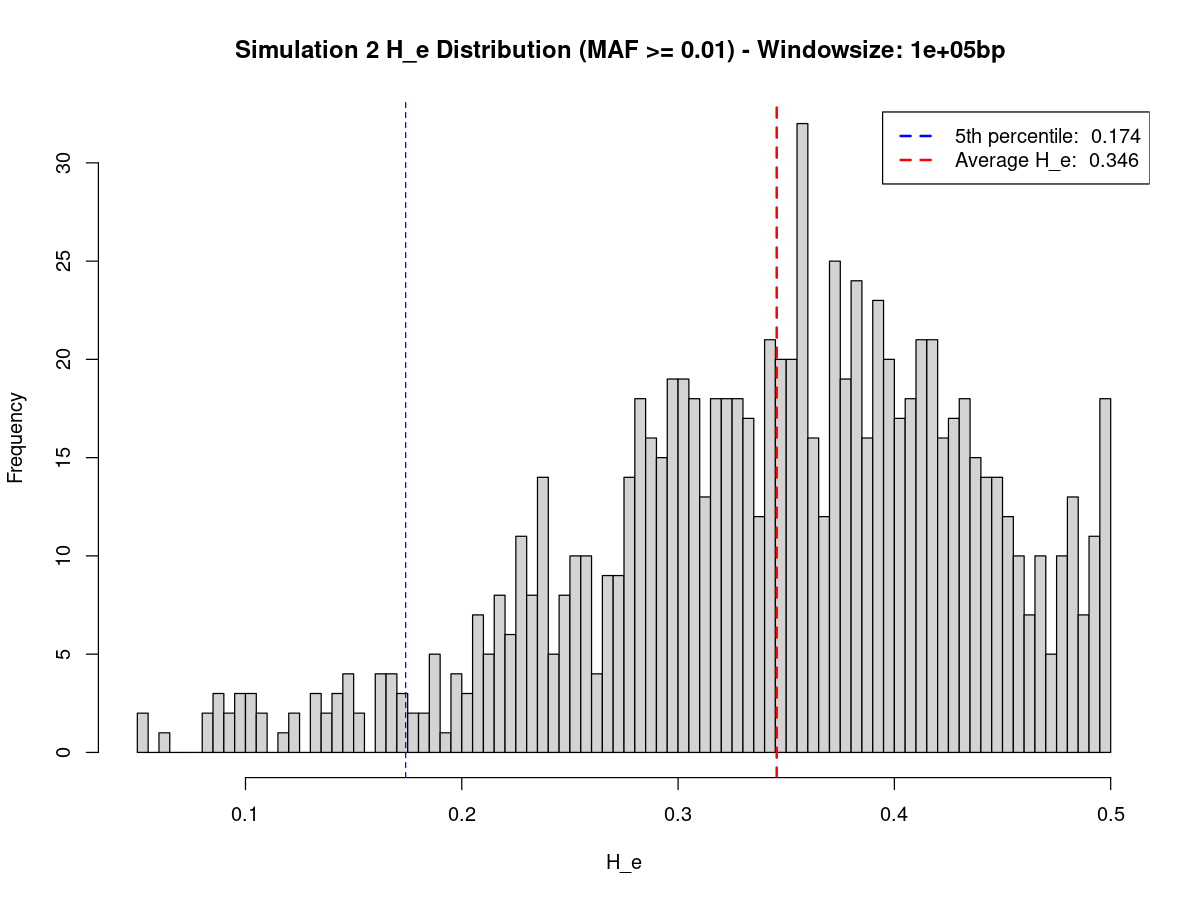 Simulation 2 H_e Distribution (MAF >= 0.01) - Windowsize: 1e+05bp
5th percentile:  0.174
Average H_e:  0.346
Frequency
30
25
20
15
10
5
0
0.1
0.2
0.3
0.4
0.5
H_e